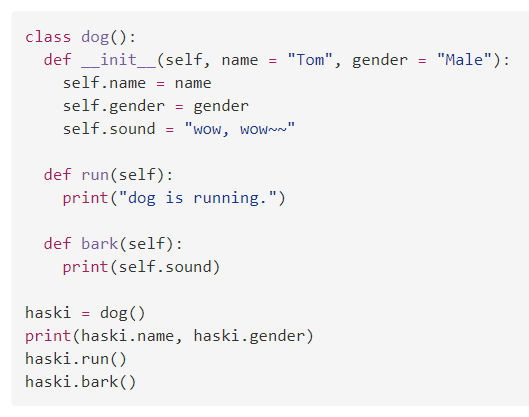 class dog():
  def __init__(self, name = "Tom", gender = "Male"):
    self.name = name
    self.gender = gender
    self.sound = "wow, wow~~"

  def run(self):
    print("dog is running.")

  def bark(self):
    print(self.sound)

haski = dog()
print(haski.name, haski.gender)
haski.run()
haski.bark()